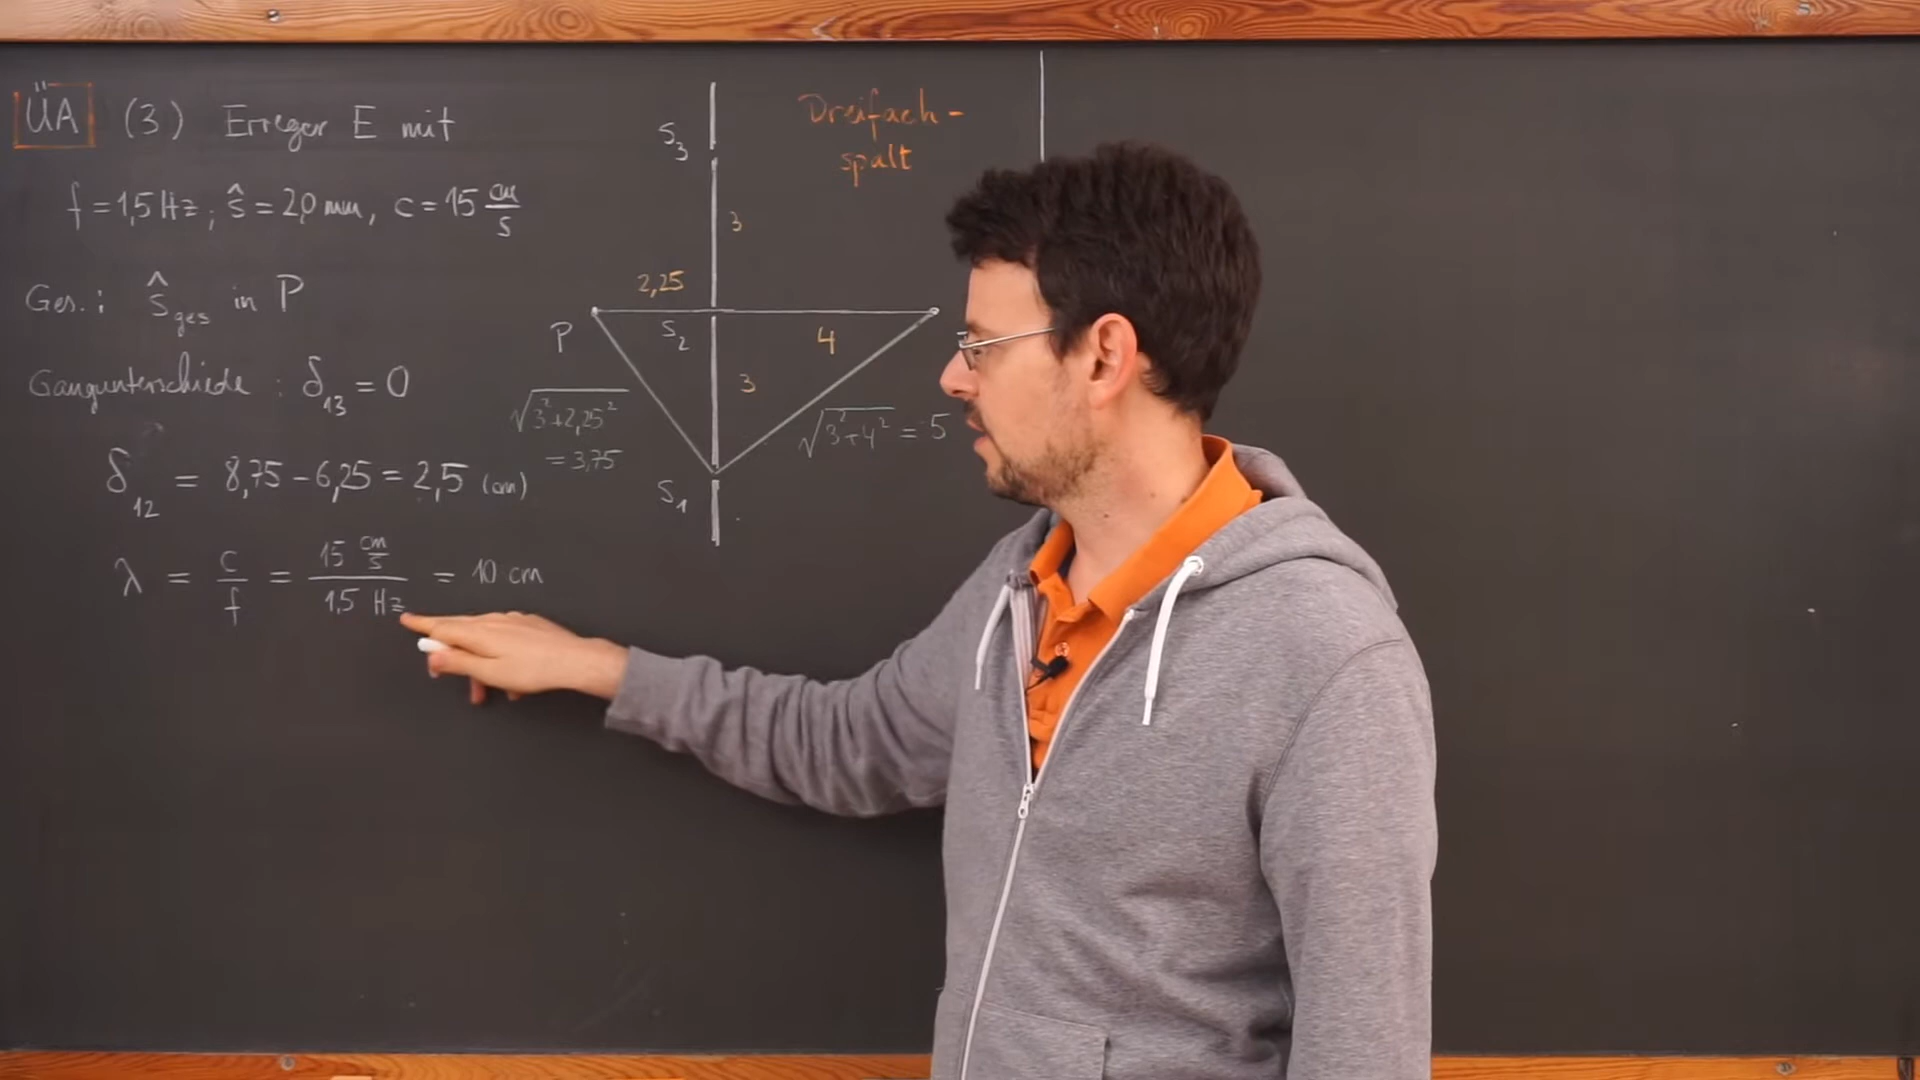 ÜA (3) Erreger E mit
f = 1,5 Hz, ŝ = 2,0 mm, c = 15 cm/s
Ges.: ŝ_ges in P
Gangunterschiede: δ₁₃ = 0
δ₁₂ = 8,75 – 6,25 = 2,5 (cm)
λ = c/f = 15 cm/s / 1,5 Hz = 10 cm
Dreifach-
spalt
S₃
3
2,25
P
S₂
4
3
√3²+2,25²
= 3,75
√3²+4² = 5
S₁